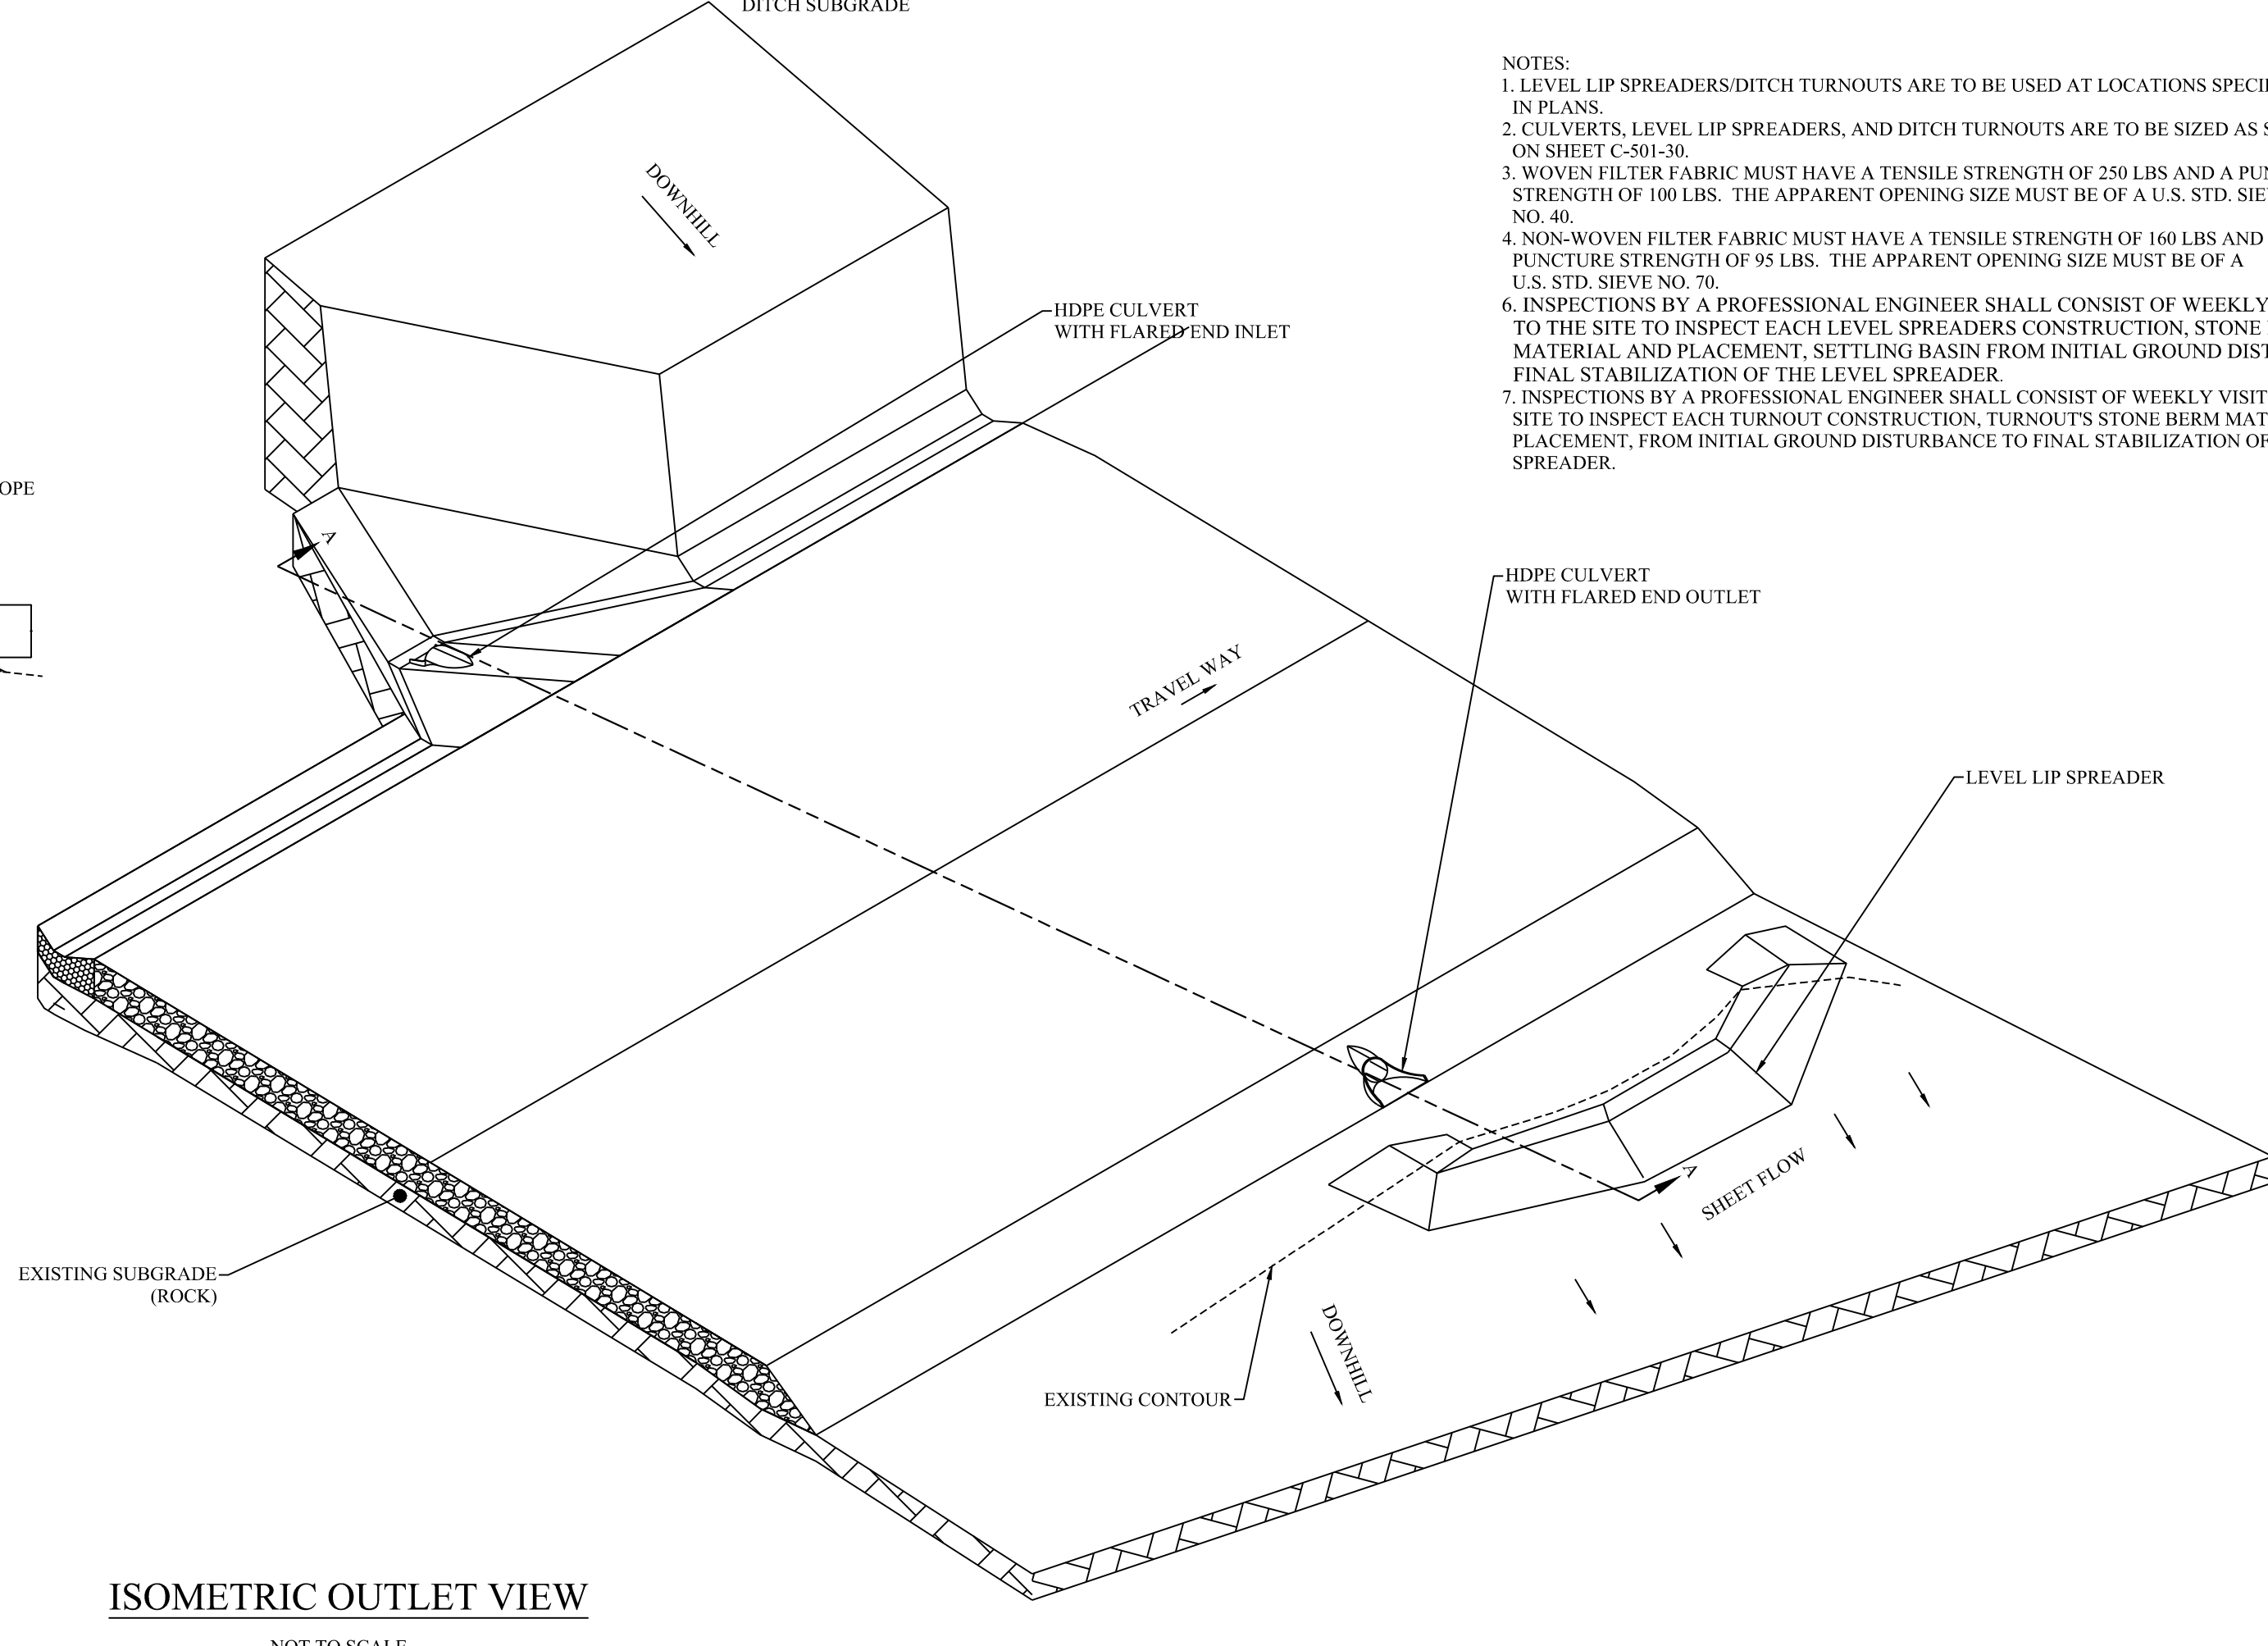 DITCH SUBGRADE
NOTES:
1. LEVEL LIP SPREADERS/DITCH TURNOUTS ARE TO BE USED AT LOCATIONS
IN PLANS.
2. CULVERTS, LEVEL LIP SPREADERS, AND DITCH TURNOUTS ARE TO BE SIZED AS
ON SHEET C-501-30.
3. WOVEN FILTER FABRIC MUST HAVE A TENSILE STRENGTH OF 250 LBS AND A
STRENGTH OF 100 LBS. THE APPARENT OPENING SIZE MUST BE OF A U.S. STD.
NO. 40.
4. NON-WOVEN FILTER FABRIC MUST HAVE A TENSILE STRENGTH OF 160 LBS AND
PUNCTURE STRENGTH OF 95 LBS. THE APPARENT OPENING SIZE MUST BE OF A
U.S. STD. SIEVE NO. 70.
6. INSPECTIONS BY A PROFESSIONAL ENGINEER SHALL CONSIST OF WEEKLY
TO THE SITE TO INSPECT EACH LEVEL SPREADERS CONSTRUCTION, STONE
MATERIAL AND PLACEMENT, SETTLING BASIN FROM INITIAL GROUND
FINAL STABILIZATION OF THE LEVEL SPREADER.
7. INSPECTIONS BY A PROFESSIONAL ENGINEER SHALL CONSIST OF WEEKLY VISIT
SITE TO INSPECT EACH TURNOUT CONSTRUCTION, TURNOUT'S STONE BERM
PLACEMENT, FROM INITIAL GROUND DISTURBANCE TO FINAL STABILIZATION OF
SPREADER.
DOWNHILL
HDPE CULVERT
WITH FLARED END INLET
OPE
A
HDPE CULVERT
WITH FLARED END OUTLET
TRAVEL WAY
LEVEL LIP SPREADER
A
SHEET FLOW
EXISTING SUBGRADE
(ROCK)
DOWNHILL
EXISTING CONTOUR
ISOMETRIC OUTLET VIEW
NOT TO SCALE